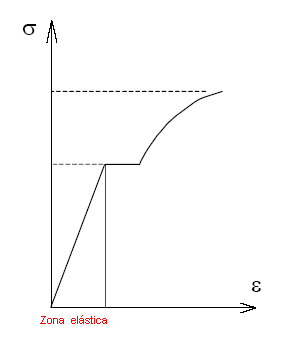 σ
ε
Zona elástica